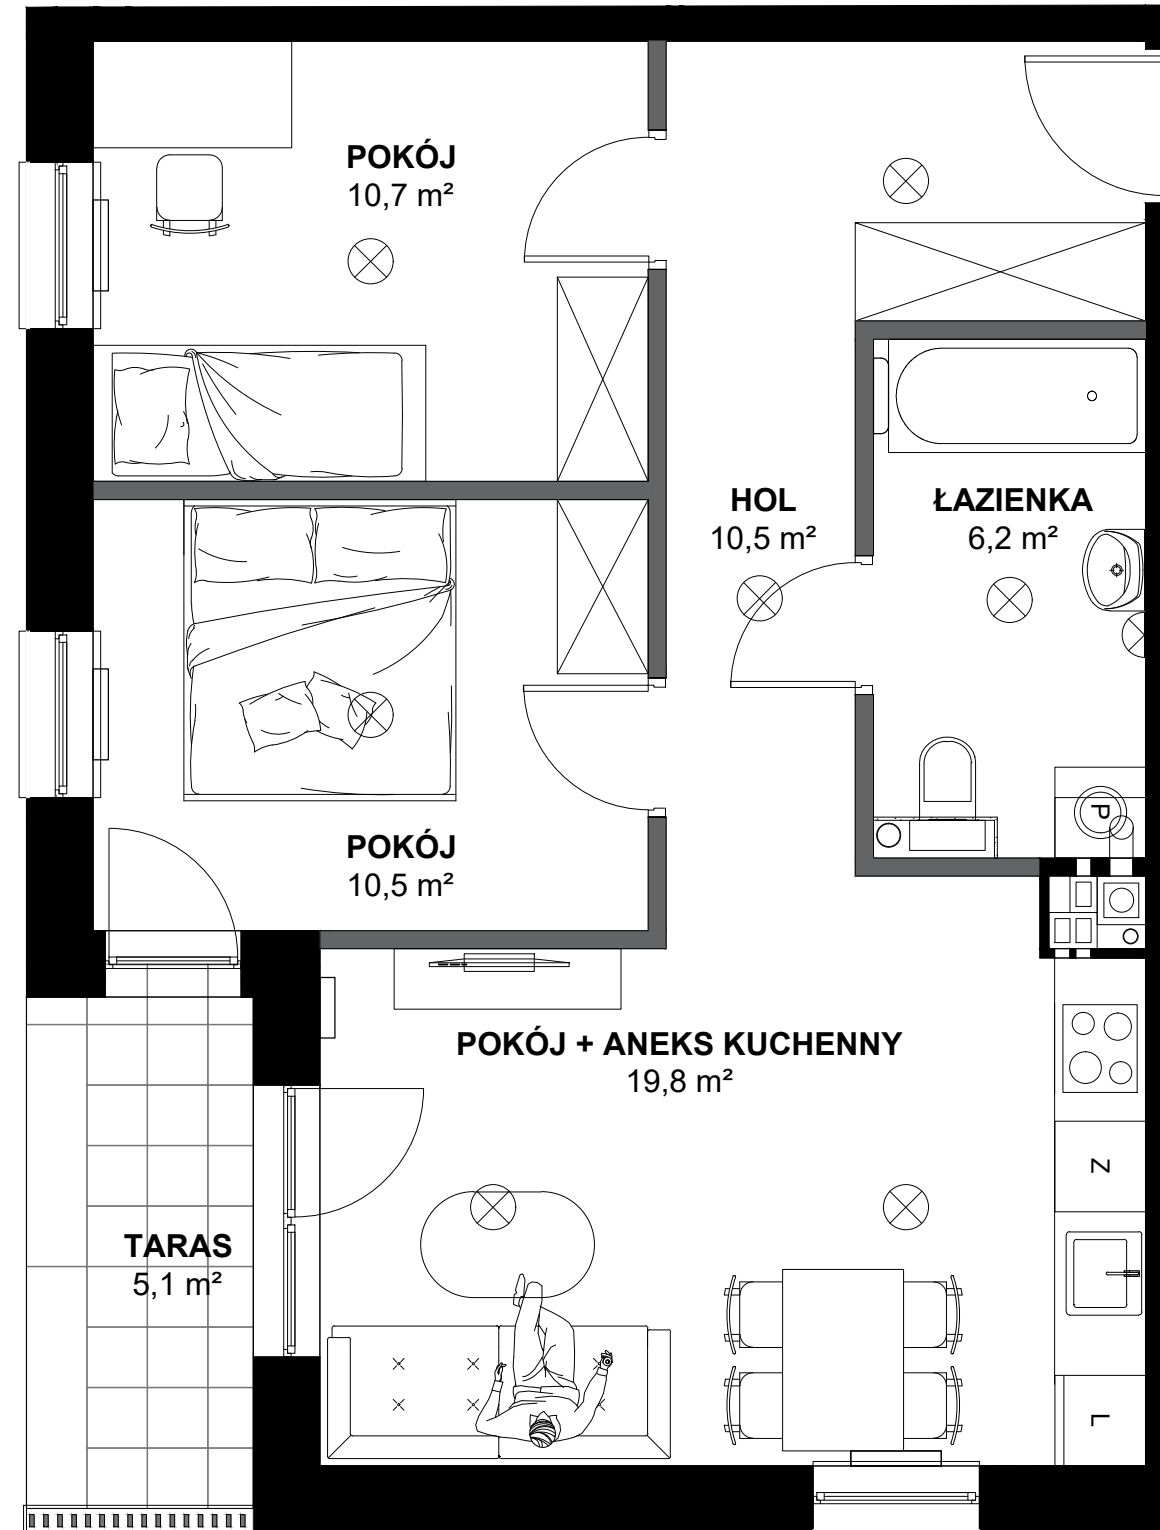 POKÓJ
10,7 m²
HOL
10,5 m²
ŁAZIENKA
6,2 m²
P
POKÓJ
10,5 m²
POKÓJ + ANEKS KUCHENNY
19,8 m²
Z
TARAS
5,1 m²
L